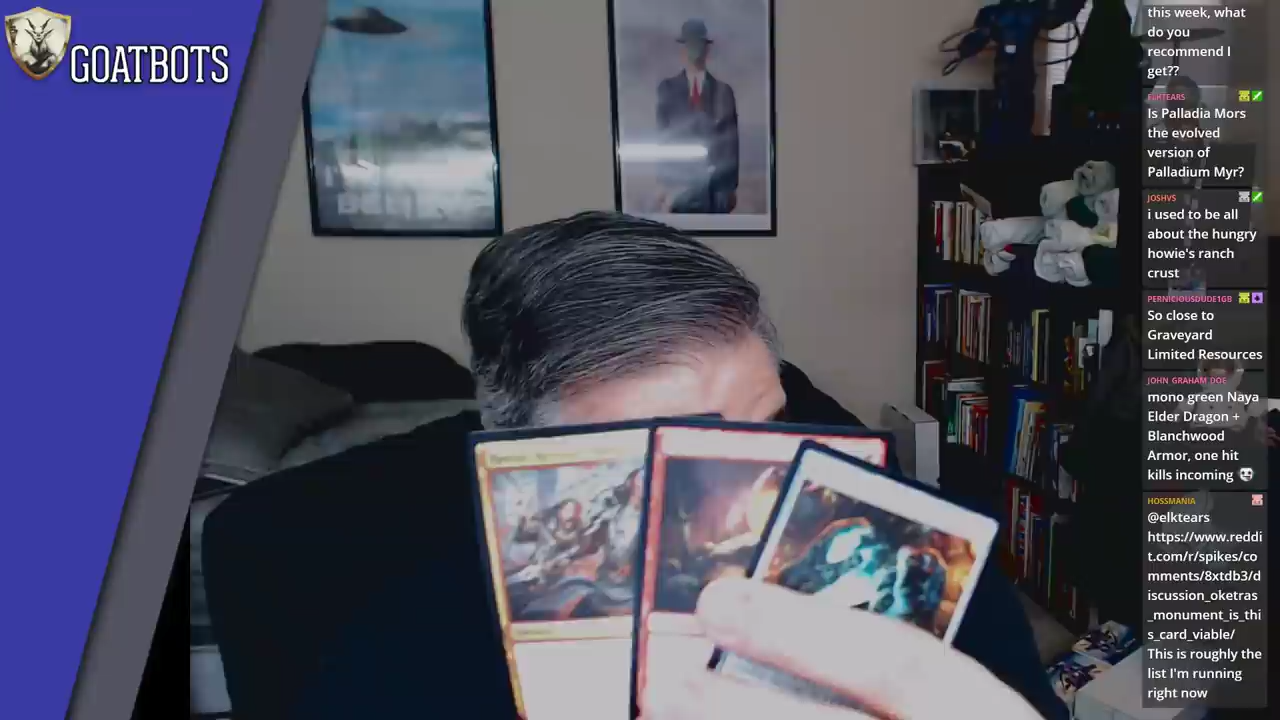 GOATBOTS
this week, what
do you
recommend I
get??
ELKTEARS
Is Palladia Mors
the evolved
version of
Palladium Myr?
JOSHVS
i used to be all
about the hungry
howie's ranch
crust
PERNICIOUSDUDE1GB
So close to
Graveyard
Limited Resources
JOHN_GRAHAM_DOE
mono green Naya
Elder Dragon +
Blanchwood
Armor, one hit
kills incoming
HOSSMANIA
@elktears
https://www.reddi
t.com/r/spikes/co
mments/8xtdb3/d
iscussion_oketras
_monument_is_thi
s_card_viable/
This is roughly the
list I'm running
right now